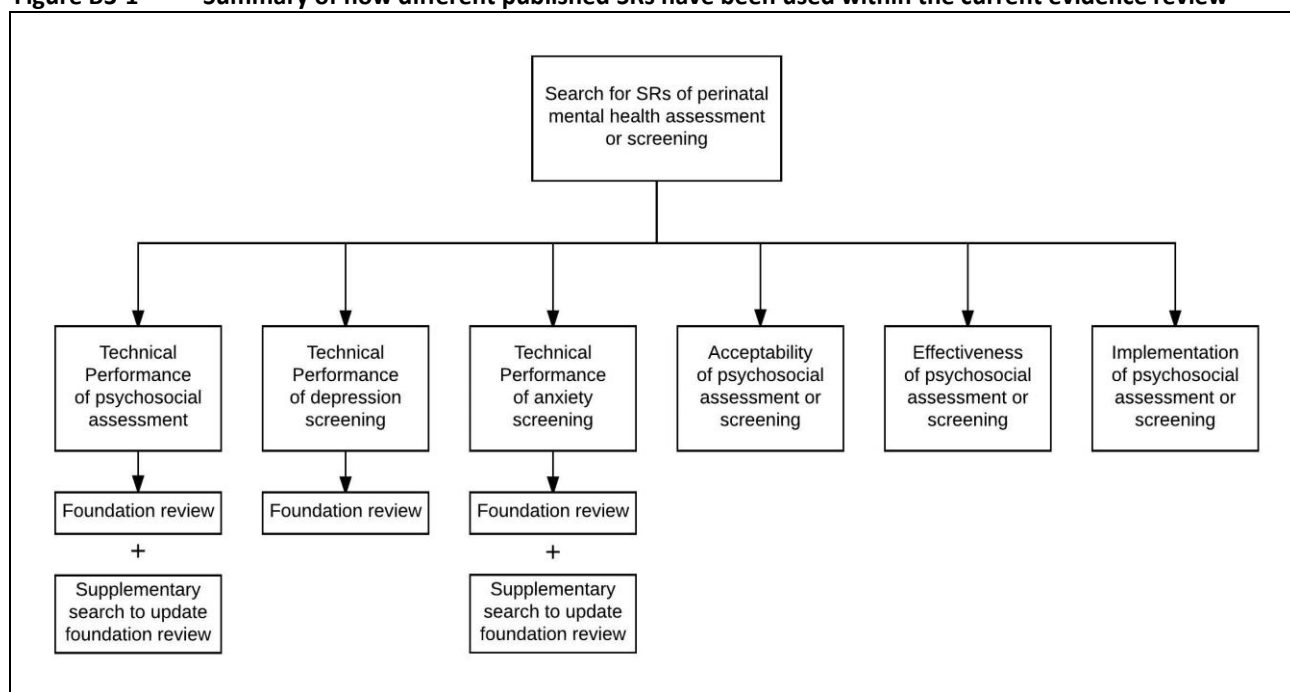 Figure B3-1 Summary of how different published SRs have been used within the current evidence review
Search for SRs of perinatal
mental health assessment
or screening
Technical
Performance
of psychosocial
assessment
Technical
Performance
of depression
screening
Technical
Performance
of anxiety
screening
Acceptability
of psychosocial
assessment or
screening
Effectiveness
of psychosocial
assessment or
screening
Implementation
of psychosocial
assessment or
screening
Foundation review
Foundation review
Foundation review
+
+
Supplementary
search to update
foundation review
Supplementary
search to update
foundation review